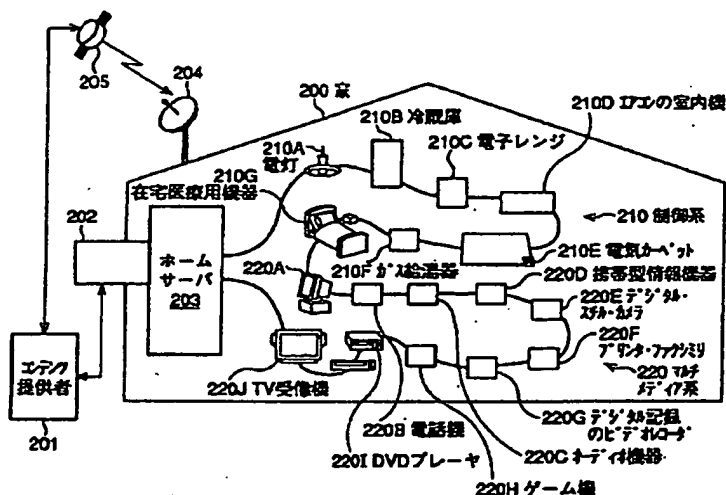 205
204
200 家
210A
電灯
210B 冷蔵庫
210C 電子レンジ
210D エアコンの室内機
210G
在宅医療用機器
210 制御系
202
ホーム
サーバ
203
210F ガス給湯器
210E 電気カーペット
220A
220D 携帯型情報機器
220E デジタル・
スチル・カメラ
220F
プリンタ・ファクシミリ
220 マルチ
メディア系
コンテンツ
提供者
201
220J TV受像機
220B 電話機
220I DVDプレーヤ
220G デジタル記録
のビデオレコーダ
220C オーディオ機器
220H ゲーム機